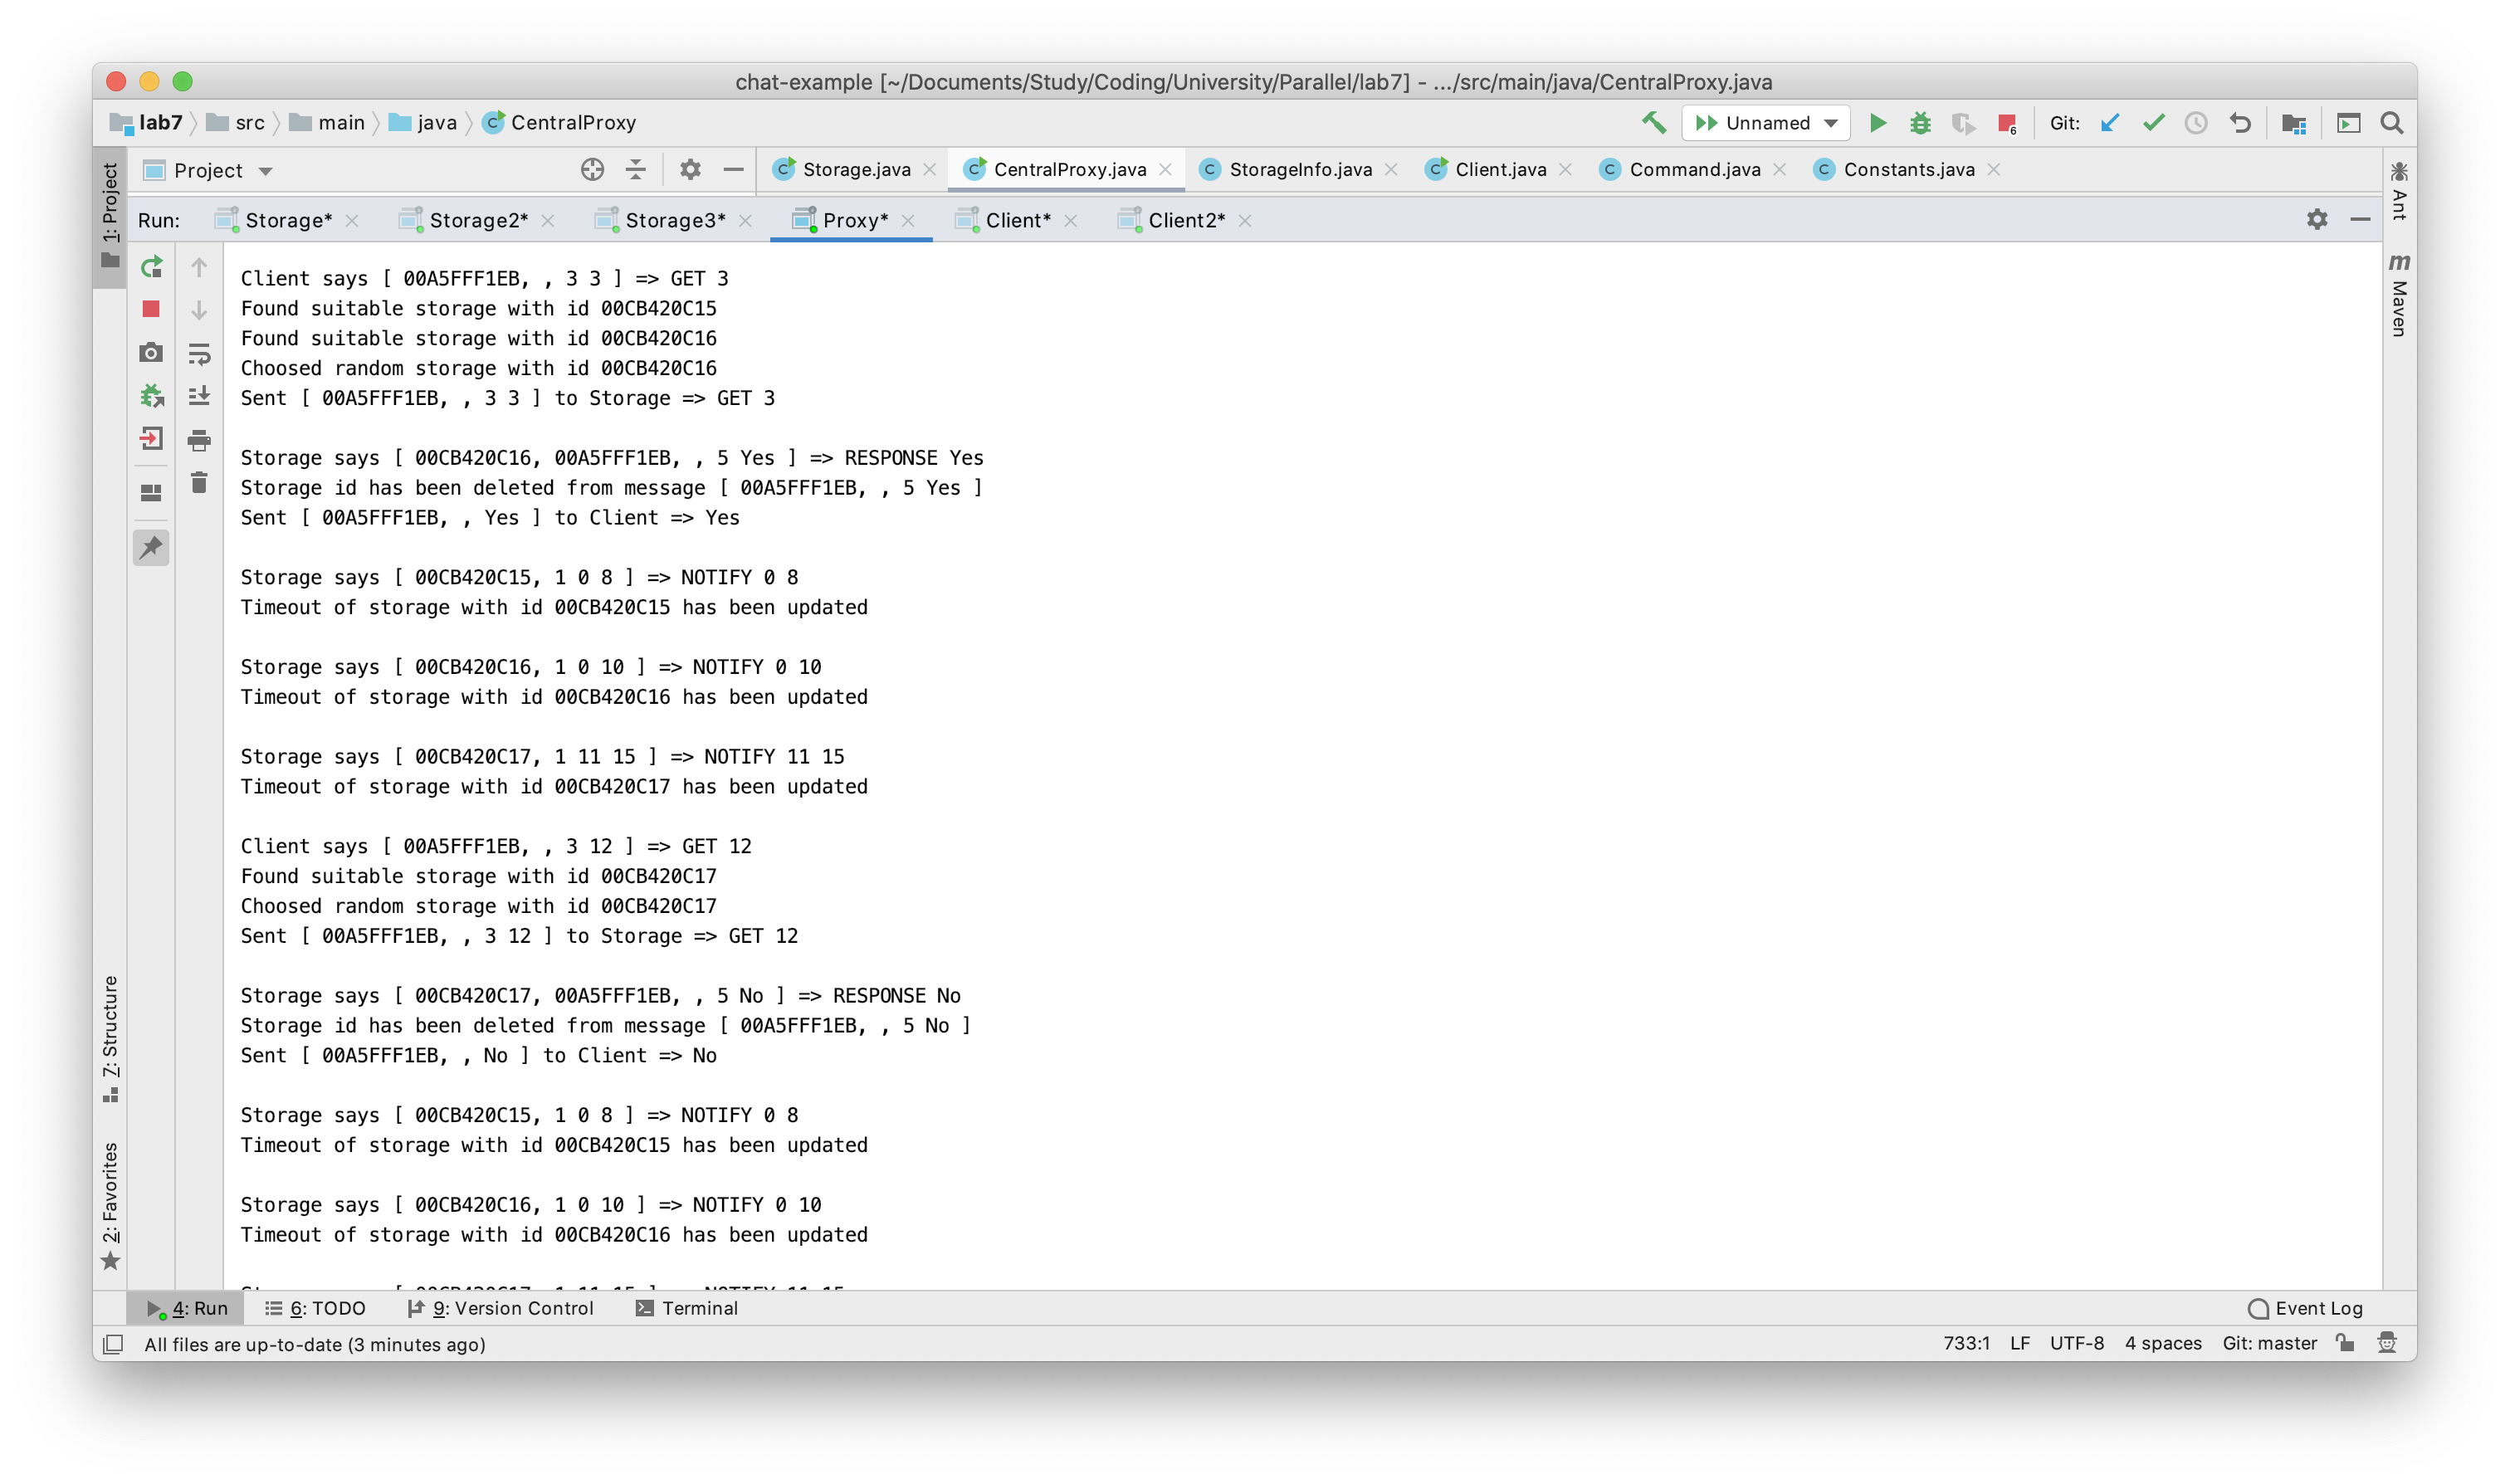 chat-example [~/Documents/Study/Coding/University/Parallel/lab7] - .../src/main/java/CentralProxy.java
lab7 src main java CentralProxy
Unnamed
6
Git:
1: Project
Project
Storage.java
CentralProxy.java
StorageInfo.java
Client.java
Command.java
Constants.java
Ant
Maven
Run: Storage* Storage2* Storage3* Proxy* Client* Client2*
Client says [ 00A5FFF1EB, , 3 3 ] => GET 3
Found suitable storage with id 00CB420C15
Found suitable storage with id 00CB420C16
Choosed random storage with id 00CB420C16
Sent [ 00A5FFF1EB, , 3 3 ] to Storage => GET 3
Storage says [ 00CB420C16, 00A5FFF1EB, , 5 Yes ] => RESPONSE Yes
Storage id has been deleted from message [ 00A5FFF1EB, , 5 Yes ]
Sent [ 00A5FFF1EB, , Yes ] to Client => Yes
Storage says [ 00CB420C15, 1 0 8 ] => NOTIFY 0 8
Timeout of storage with id 00CB420C15 has been updated
Storage says [ 00CB420C16, 1 0 10 ] => NOTIFY 0 10
Timeout of storage with id 00CB420C16 has been updated
Storage says [ 00CB420C17, 1 11 15 ] => NOTIFY 11 15
Timeout of storage with id 00CB420C17 has been updated
Client says [ 00A5FFF1EB, , 3 12 ] => GET 12
Found suitable storage with id 00CB420C17
Choosed random storage with id 00CB420C17
Sent [ 00A5FFF1EB, , 3 12 ] to Storage => GET 12
Storage says [ 00CB420C17, 00A5FFF1EB, , 5 No ] => RESPONSE No
Storage id has been deleted from message [ 00A5FFF1EB, , 5 No ]
Sent [ 00A5FFF1EB, , No ] to Client => No
Storage says [ 00CB420C15, 1 0 8 ] => NOTIFY 0 8
Timeout of storage with id 00CB420C15 has been updated
Storage says [ 00CB420C16, 1 0 10 ] => NOTIFY 0 10
Timeout of storage with id 00CB420C16 has been updated
7: Structure
2: Favorites
4: Run 6: TODO 9: Version Control Terminal Event Log
All files are up-to-date (3 minutes ago) 733:1 LF UTF-8 4 spaces Git: master